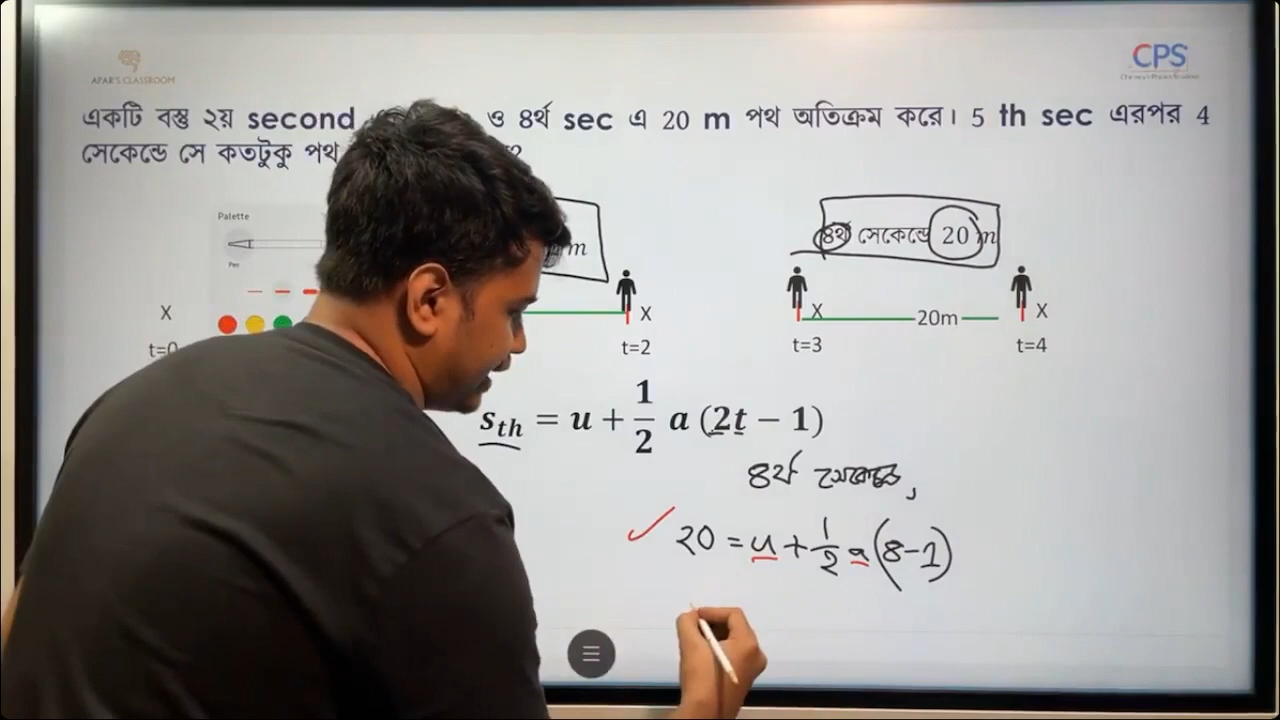 APAR'S CLASSROOM
CPS
একটি বস্তু ২য় second ও ৪র্থ sec এ 20 m পথ অতিক্রম করে। 5 th sec এরপর 4
সেকেন্ডে সে কতটুকু পথ
Palette
Pen
m
৪র্থ সেকেন্ডে 20 m
X
X
X
20m
X
t=0
t=2
t=3
t=4
s_th = u + 1/2 a (2t − 1)
৪র্থ সেকেন্ডে,
20 = u + 1/2 a (8 − 1)